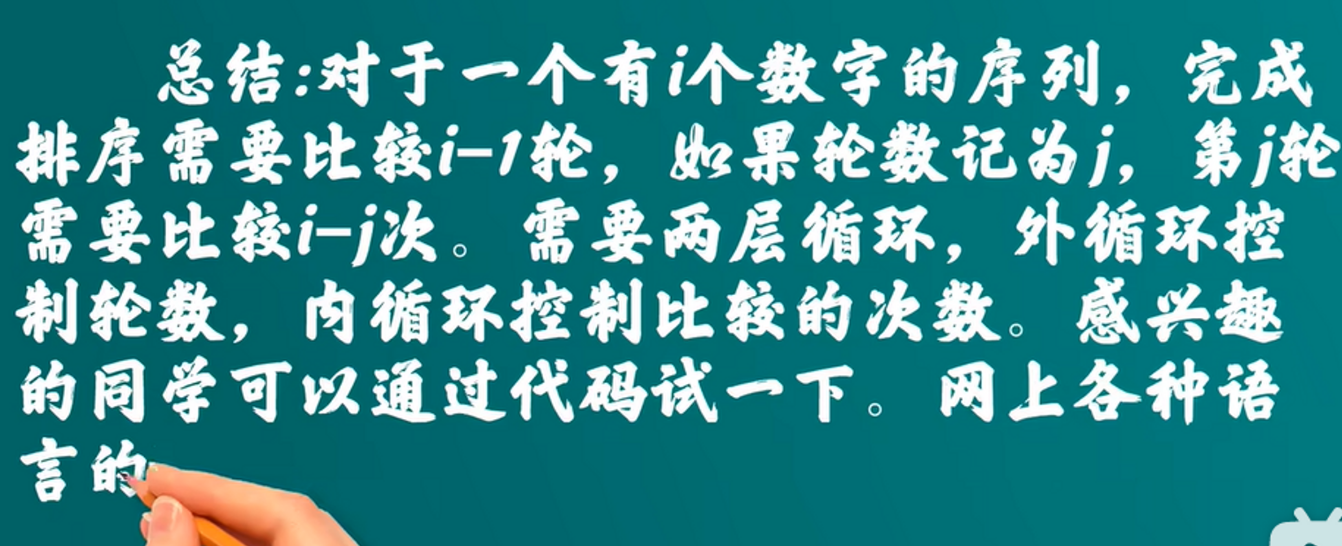 总结:对于一个有i个数字的序列，完成
排序需要比较i-1轮，如果轮数记为j，第j轮
需要比较i-j次。需要两层循环，外循环控
制轮数，内循环控制比较的次数。感兴趣
的同学可以通过代码试一下。网上各种语
言的